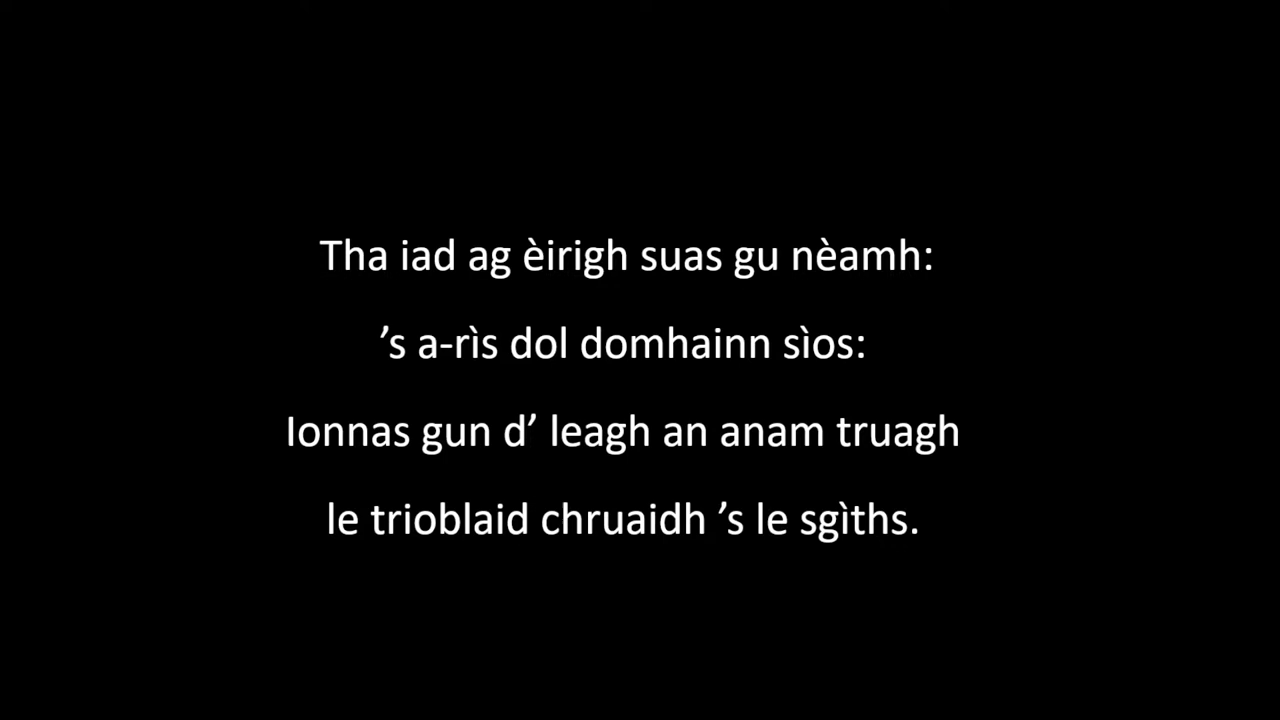 Tha iad ag èirigh suas gu nèamh:
’s a-rìs dol domhainn sìos:
Ionnas gun d’ leagh an anam truagh
le trioblaid chruaidh ’s le sgìths.